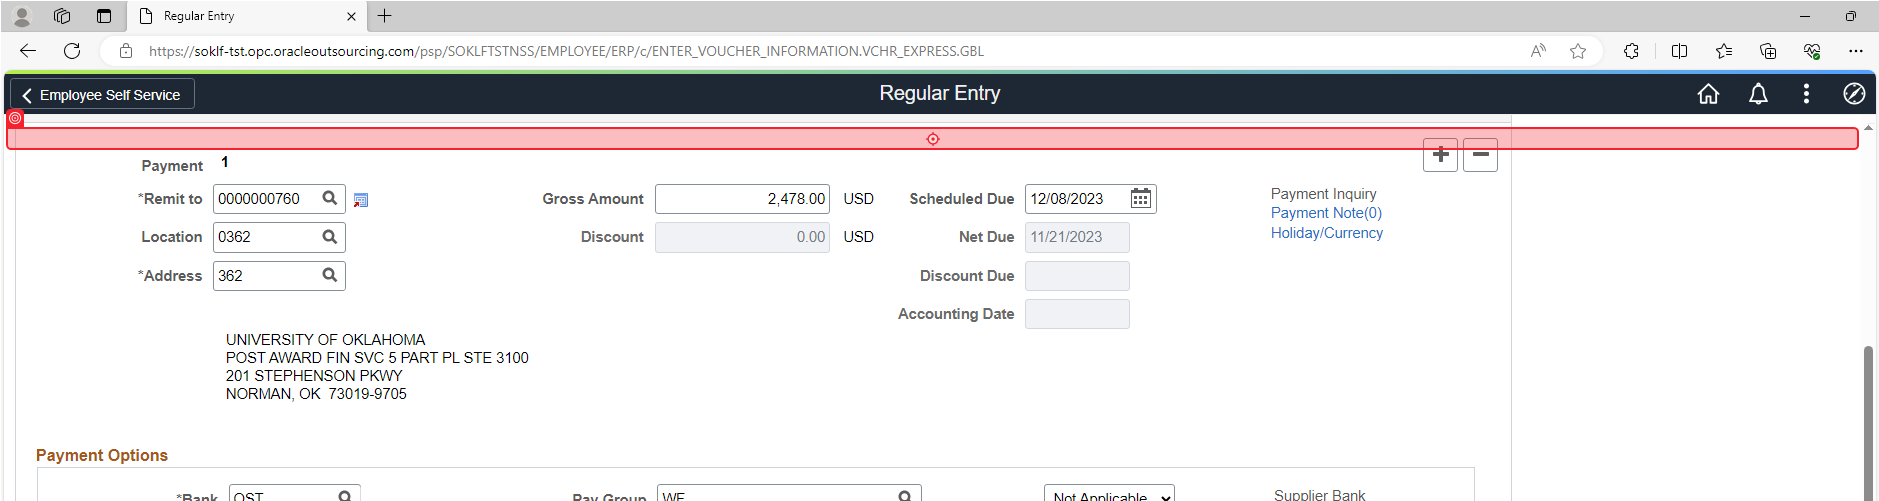 Regular Entry
https://soklf-tst.opc.oracleoutsourcing.com/psp/SOKLFTSTNSS/EMPLOYEE/ERP/c/ENTER_VOUCHER_INFORMATION.VCHR_EXPRESS.GBL
Employee Self Service
Regular Entry
Payment 1
*Remit to 0000000760 Gross Amount 2,478.00 USD Scheduled Due 12/08/2023 Payment Inquiry
Payment Note(0)
Location 0362 Discount 0.00 USD Net Due 11/21/2023 Holiday/Currency
*Address 362 Discount Due
Accounting Date
UNIVERSITY OF OKLAHOMA
POST AWARD FIN SVC 5 PART PL STE 3100
201 STEPHENSON PKWY
NORMAN, OK 73019-9705
Payment Options
*Bank OST Pay Group WE Not Applicable Supplier Bank